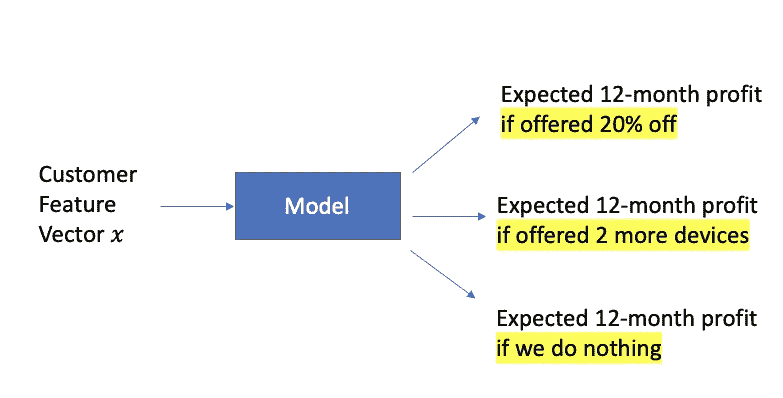 Customer
Feature
Vector x
Model
Expected 12-month profit
if offered 20% off
Expected 12-month profit
if offered 2 more devices
Expected 12-month profit
if we do nothing